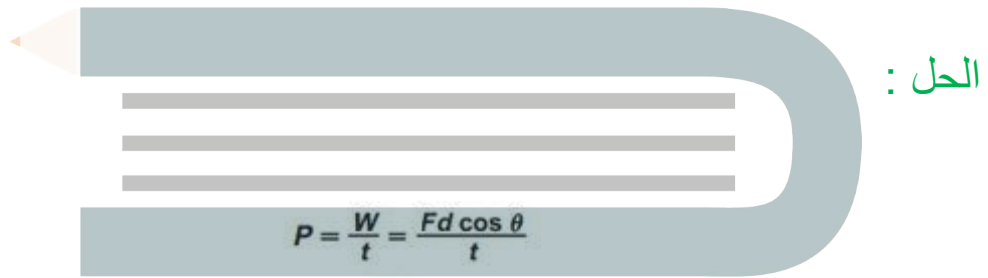 الحل :
P = W/t = Fd cos θ/t